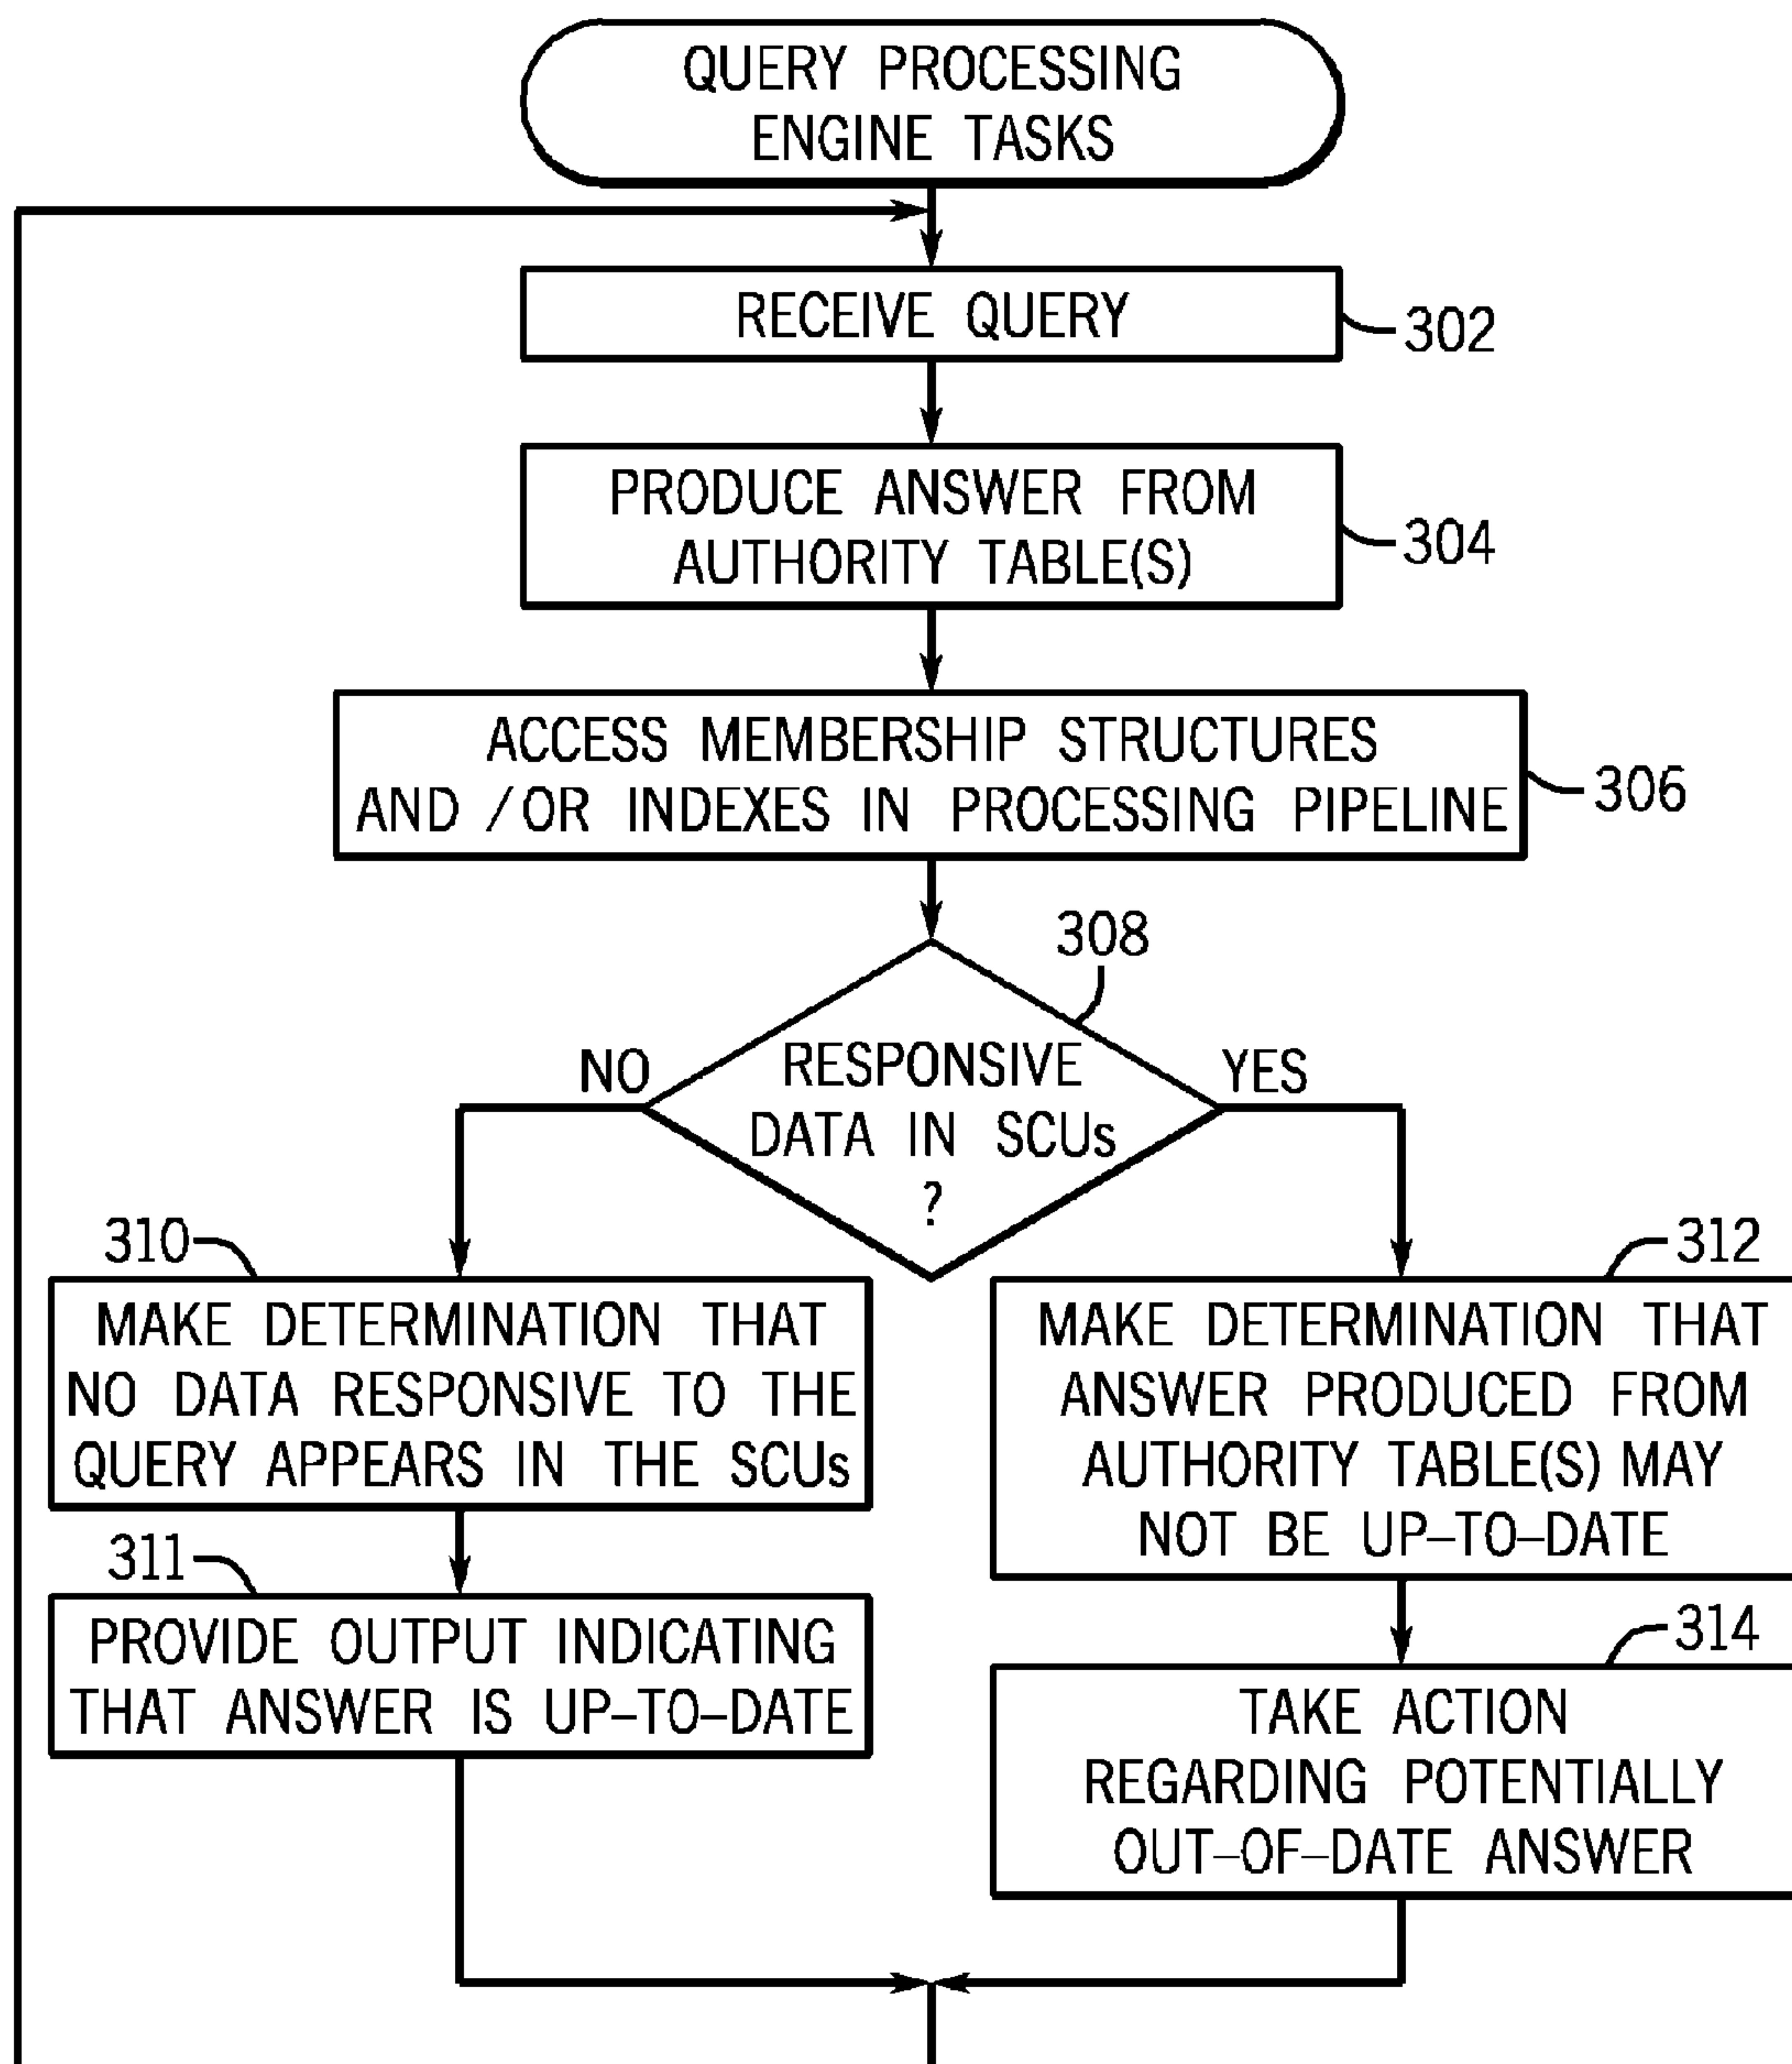 QUERY PROCESSING
ENGINE TASKS
RECEIVE QUERY
302
PRODUCE ANSWER FROM
AUTHORITY TABLE(S)
304
ACCESS MEMBERSHIP STRUCTURES
AND /OR INDEXES IN PROCESSING PIPELINE
306
308
RESPONSIVE
DATA IN SCUs
?
NO
YES
310
MAKE DETERMINATION THAT
NO DATA RESPONSIVE TO THE
QUERY APPEARS IN THE SCUs
311
PROVIDE OUTPUT INDICATING
THAT ANSWER IS UP–TO–DATE
312
MAKE DETERMINATION THAT
ANSWER PRODUCED FROM
AUTHORITY TABLE(S) MAY
NOT BE UP–TO–DATE
314
TAKE ACTION
REGARDING POTENTIALLY
OUT–OF–DATE ANSWER